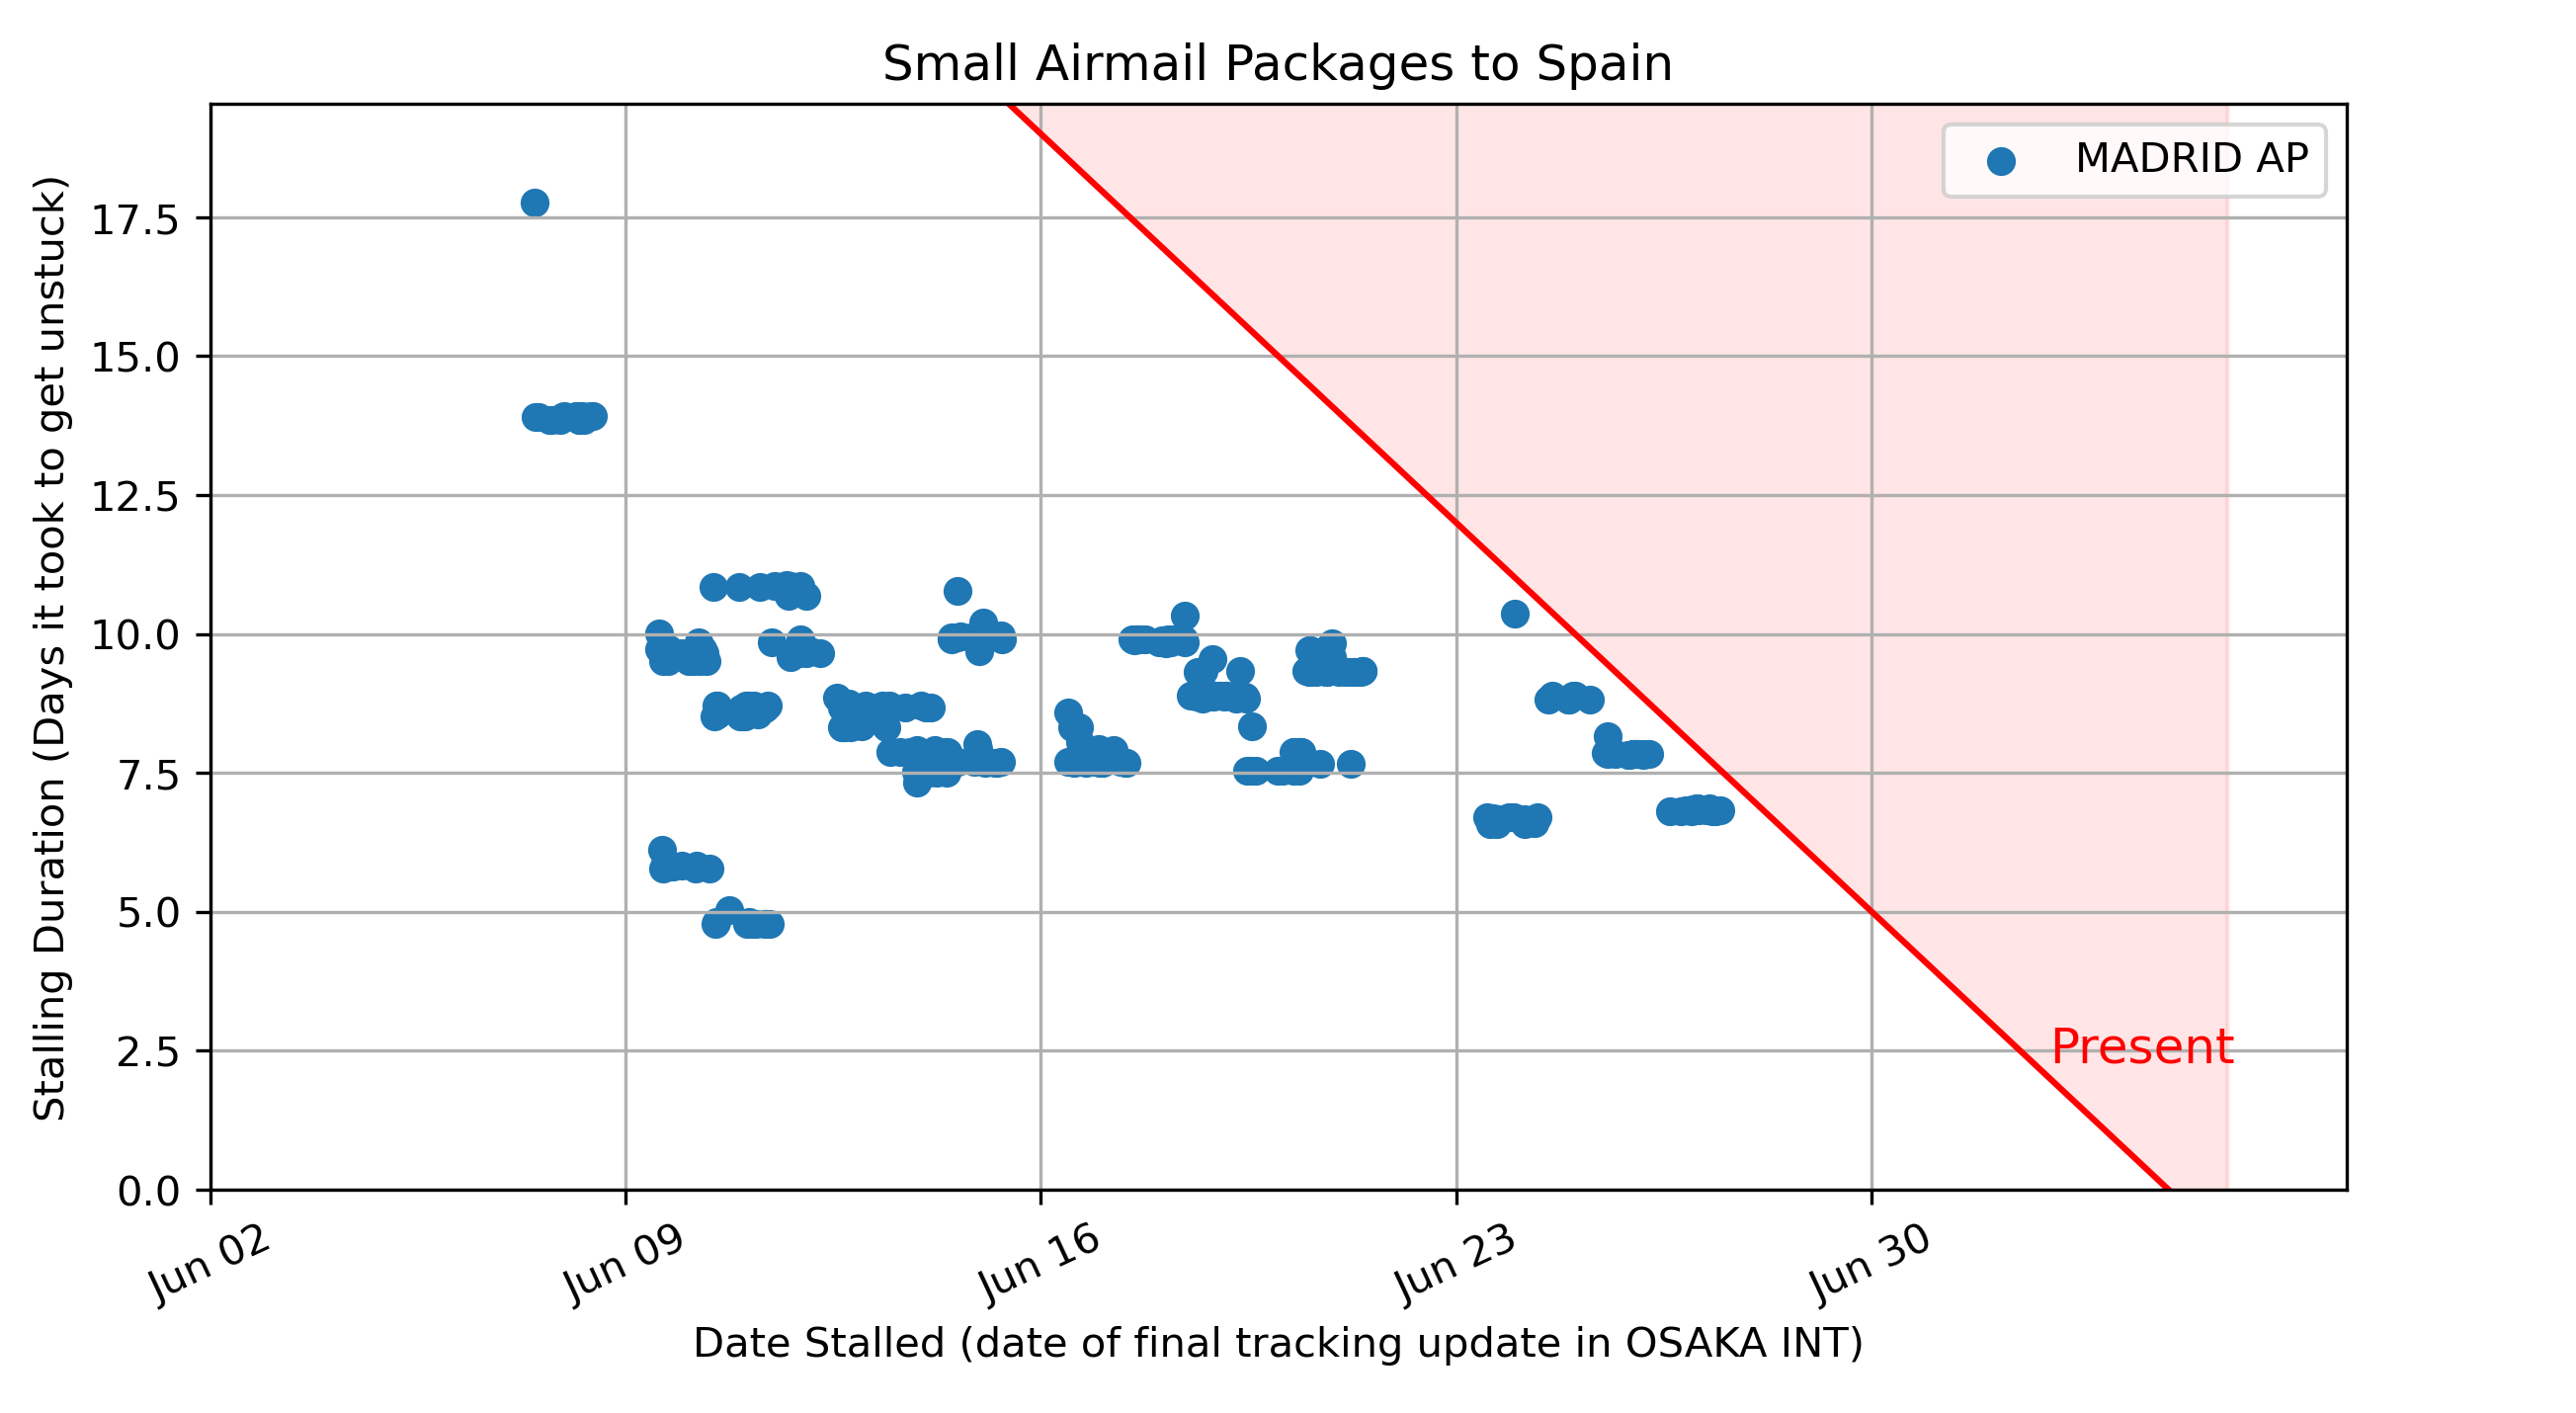 Small Airmail Packages to Spain
MADRID AP
Stalling Duration (Days it took to get unstuck)
17.5
15.0
12.5
10.0
7.5
5.0
2.5
0.0
Present
Jun 02
Jun 09
Jun 16
Jun 23
Jun 30
Date Stalled (date of final tracking update in OSAKA INT)